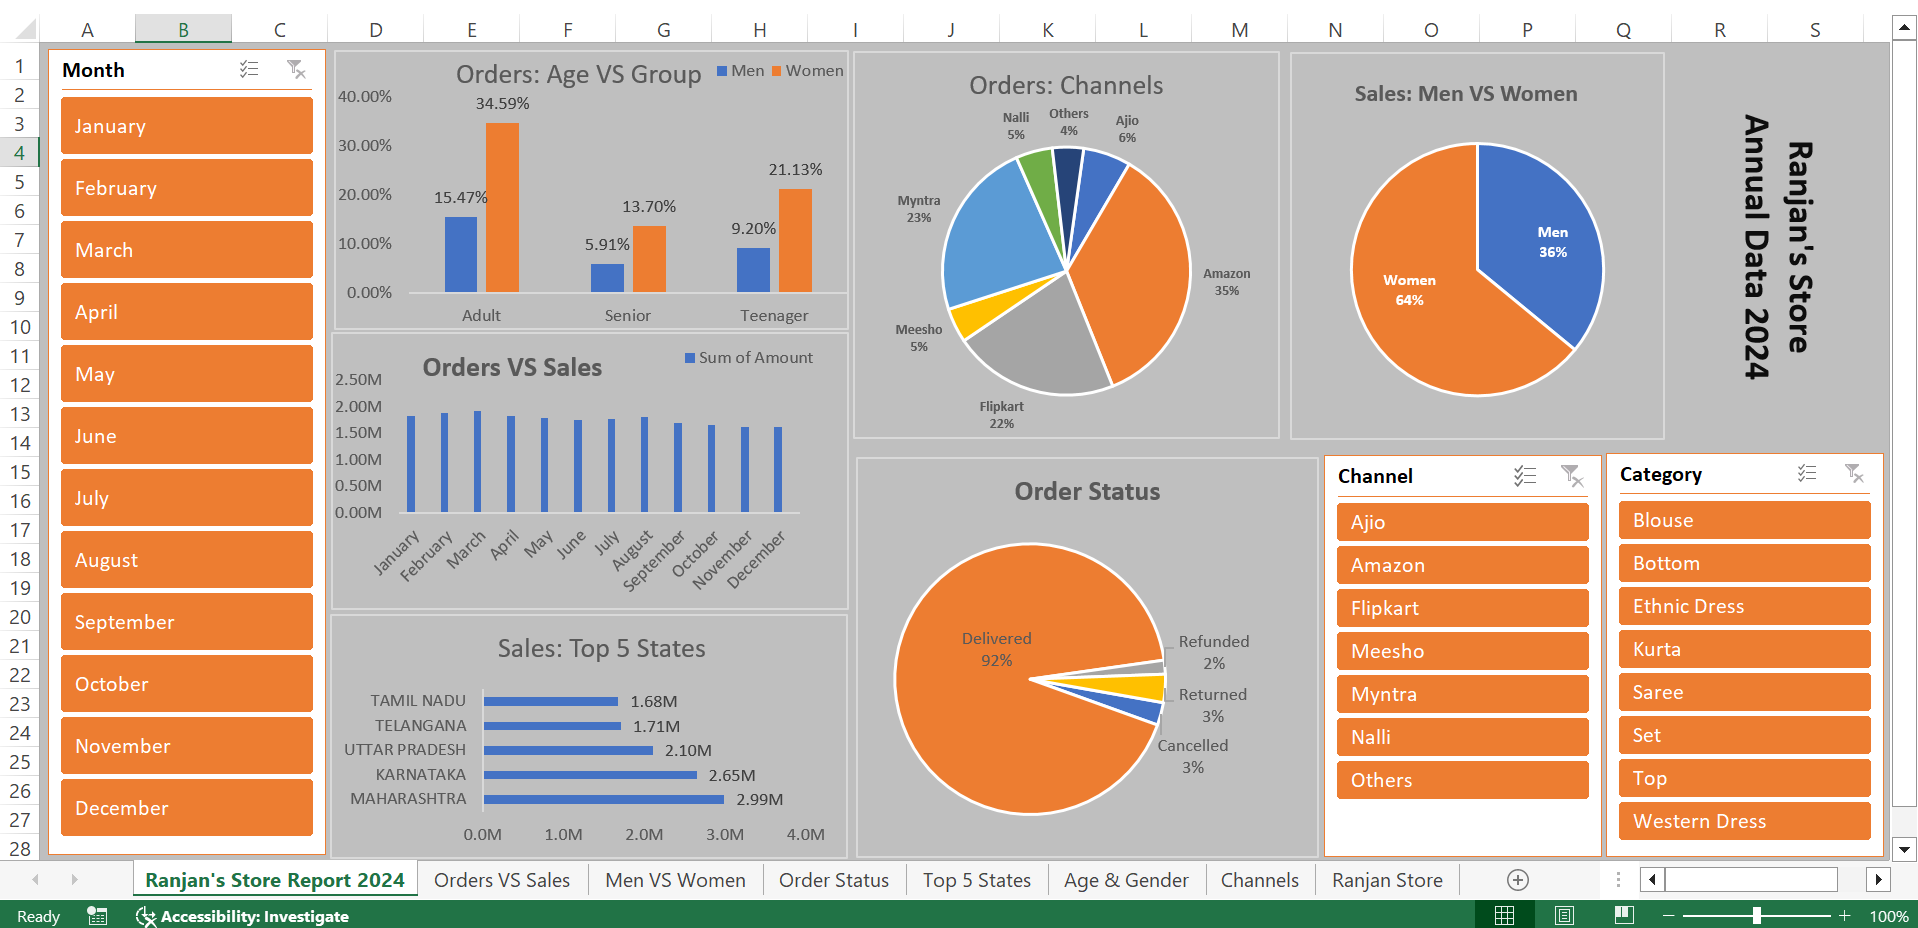 A B C D E F G H I J K L M N O P Q R S
1
2
3
4
5
6
7
8
9
10
11
12
13
14
15
16
17
18
19
20
21
22
23
24
25
26
27
28
Month
January
February
March
April
May
June
July
August
September
October
November
December
Orders: Age VS Group
Men Women
40.00%
30.00%
20.00%
10.00%
0.00%
15.47%
34.59%
5.91%
13.70%
9.20%
21.13%
Adult Senior Teenager
Orders VS Sales
Sum of Amount
2.50M
2.00M
1.50M
1.00M
0.50M
0.00M
January
February
March
April
May
June
July
August
September
October
November
December
Sales: Top 5 States
TAMIL NADU 1.68M
TELANGANA 1.71M
UTTAR PRADESH 2.10M
KARNATAKA 2.65M
MAHARASHTRA 2.99M
0.0M 1.0M 2.0M 3.0M 4.0M
Orders: Channels
Nalli
5%
Others
4%
Ajio
6%
Myntra
23%
Amazon
35%
Meesho
5%
Flipkart
22%
Sales: Men VS Women
Men
36%
Women
64%
Ranjan's Store
Annual Data 2024
Order Status
Delivered
92%
Refunded
2%
Returned
3%
Cancelled
3%
Channel
Ajio
Amazon
Flipkart
Meesho
Myntra
Nalli
Others
Category
Blouse
Bottom
Ethnic Dress
Kurta
Saree
Set
Top
Western Dress
Ranjan's Store Report 2024 Orders VS Sales Men VS Women Order Status Top 5 States Age & Gender Channels Ranjan Store
Ready Accessibility: Investigate 100%